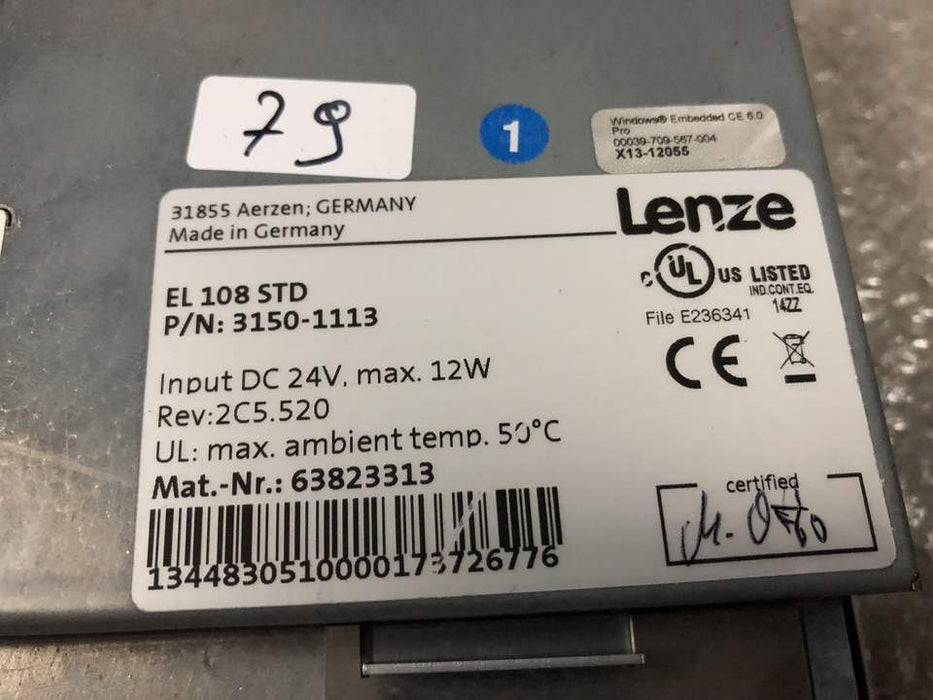 79
1
Windows® Embedded CE 6.0
Pro
00039-709-567-004
X13-12055
31855 Aerzen; GERMANY
Made in Germany
Lenze
EL 108 STD
P/N: 3150-1113
c UL US LISTED
IND.CONT.EQ.
14ZZ
File E236341
CE
Input DC 24V, max. 12W
Rev:2C5.520
UL: max. ambient temp. 50°C
Mat.-Nr.: 63823313
1344830510000173726776
certified